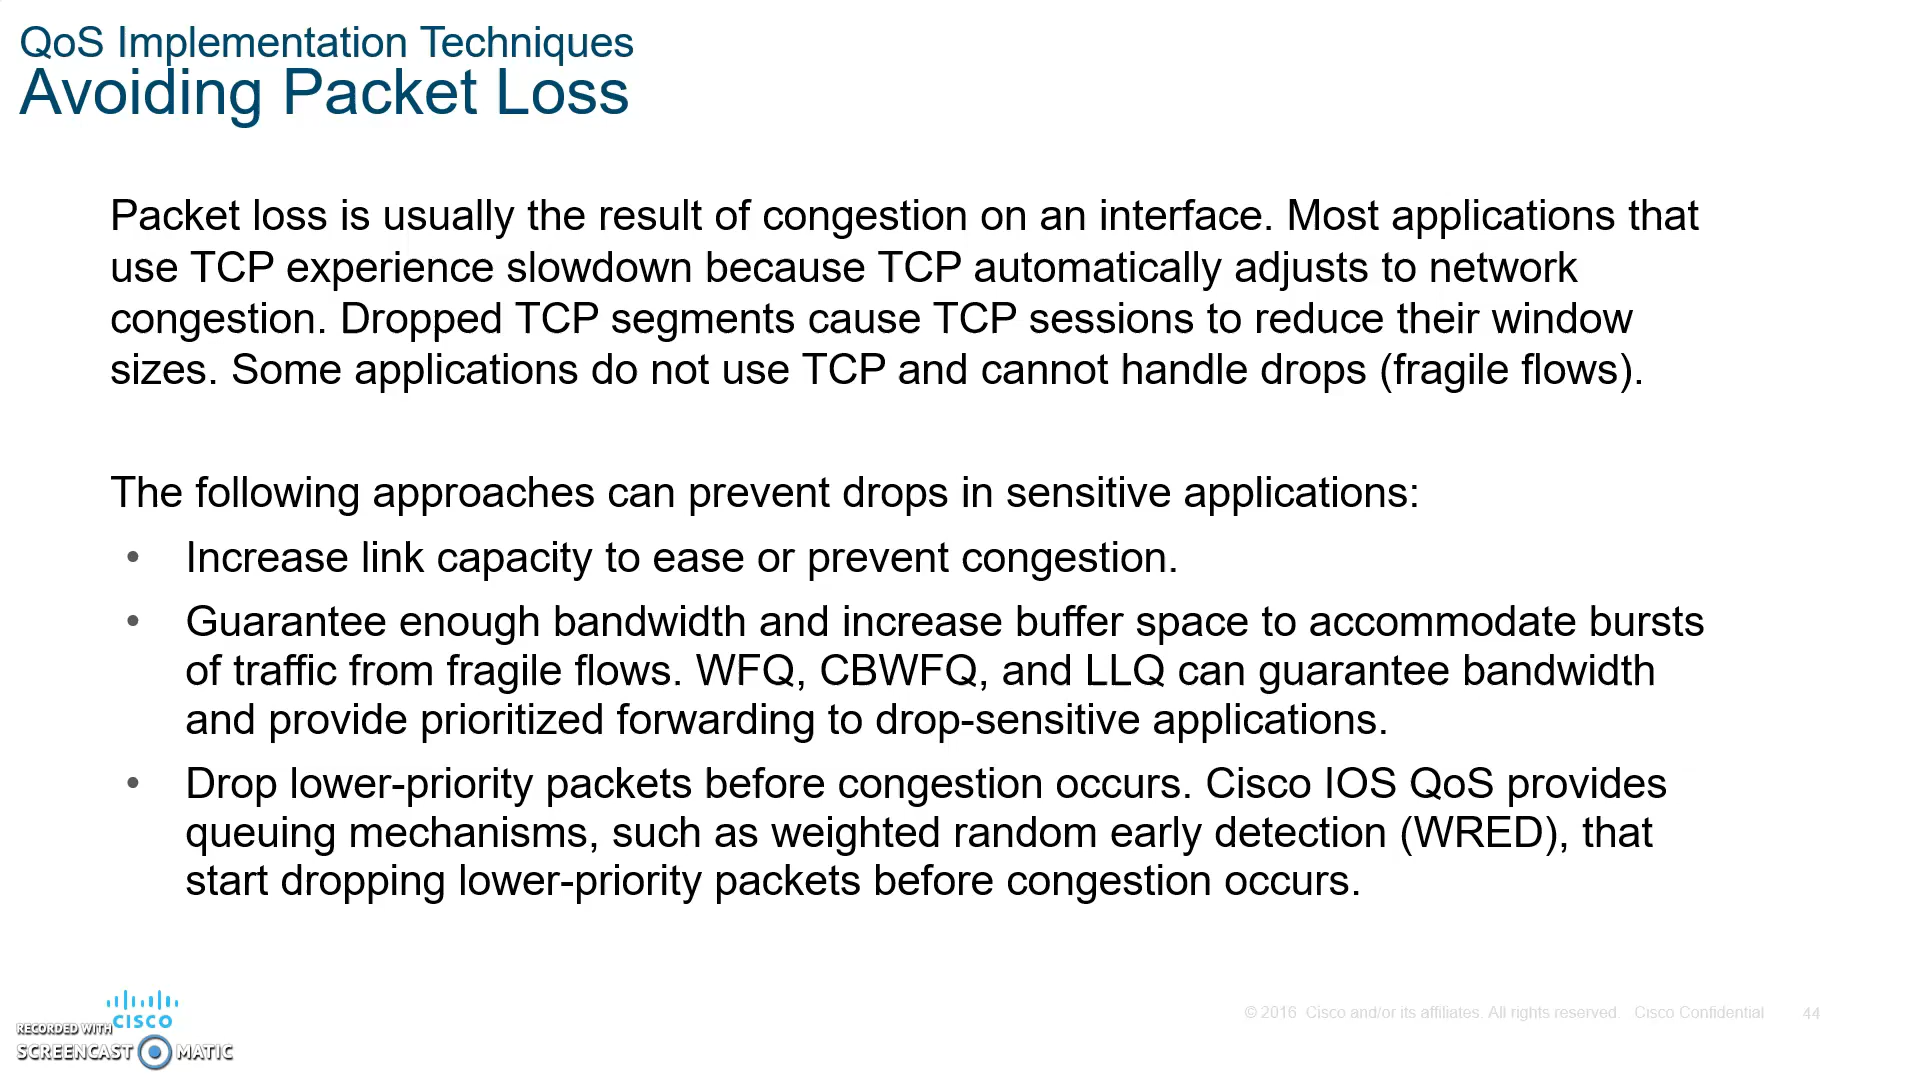 QoS Implementation Techniques
Avoiding Packet Loss
Packet loss is usually the result of congestion on an interface. Most applications that
use TCP experience slowdown because TCP automatically adjusts to network
congestion. Dropped TCP segments cause TCP sessions to reduce their window
sizes. Some applications do not use TCP and cannot handle drops (fragile flows).
The following approaches can prevent drops in sensitive applications:
• Increase link capacity to ease or prevent congestion.
• Guarantee enough bandwidth and increase buffer space to accommodate bursts
of traffic from fragile flows. WFQ, CBWFQ, and LLQ can guarantee bandwidth
and provide prioritized forwarding to drop-sensitive applications.
• Drop lower-priority packets before congestion occurs. Cisco IOS QoS provides
queuing mechanisms, such as weighted random early detection (WRED), that
start dropping lower-priority packets before congestion occurs.
CISCO
© 2016 Cisco and/or its affiliates. All rights reserved. Cisco Confidential 44
RECORDED WITH
SCREENCAST MATIC